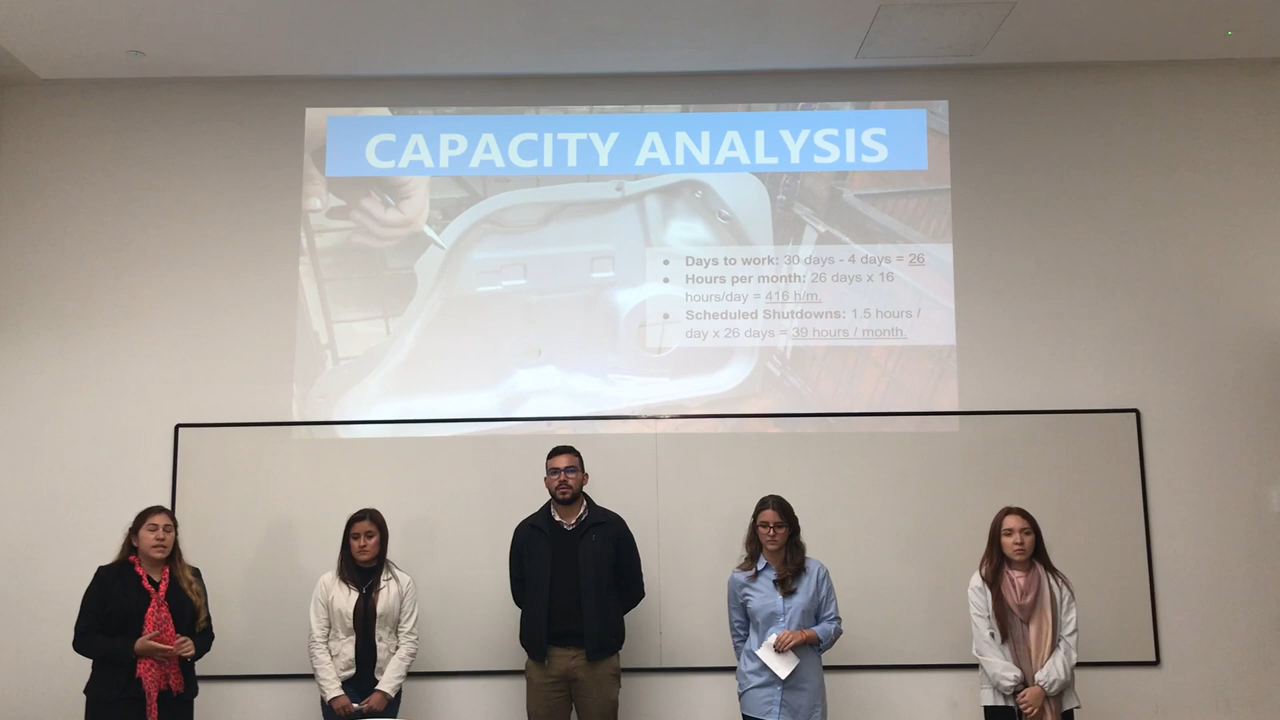 CAPACITY ANALYSIS
● Days to work: 30 days - 4 days = 26
● Hours per month: 26 days x 16
hours/day = 416 h/m.
● Scheduled Shutdowns: 1.5 hours /
day x 26 days = 39 hours / month.